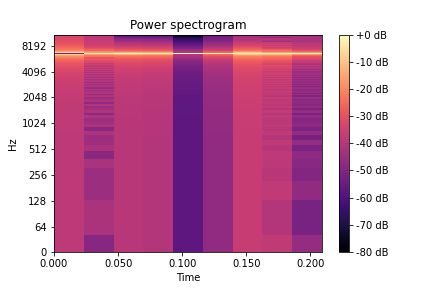 Power spectrogram
Hz
8192
4096
2048
1024
512
256
128
64
0
0.000
0.050
0.100
0.150
0.200
Time
+0 dB
-10 dB
-20 dB
-30 dB
-40 dB
-50 dB
-60 dB
-70 dB
-80 dB